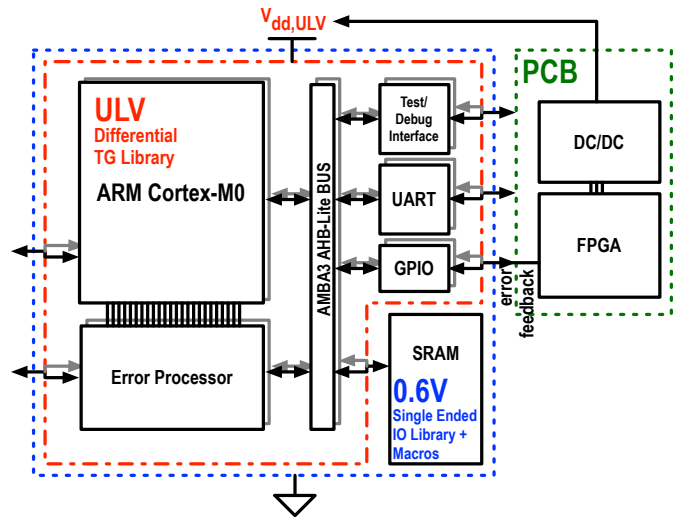 Vdd,ULV
PCB
ULV
Differential
TG Library
ARM Cortex-M0
AMBA3 AHB-Lite BUS
Test/
Debug
Interface
UART
GPIO
DC/DC
FPGA
error
feedback
Error Processor
SRAM
0.6V
Single Ended
IO Library +
Macros